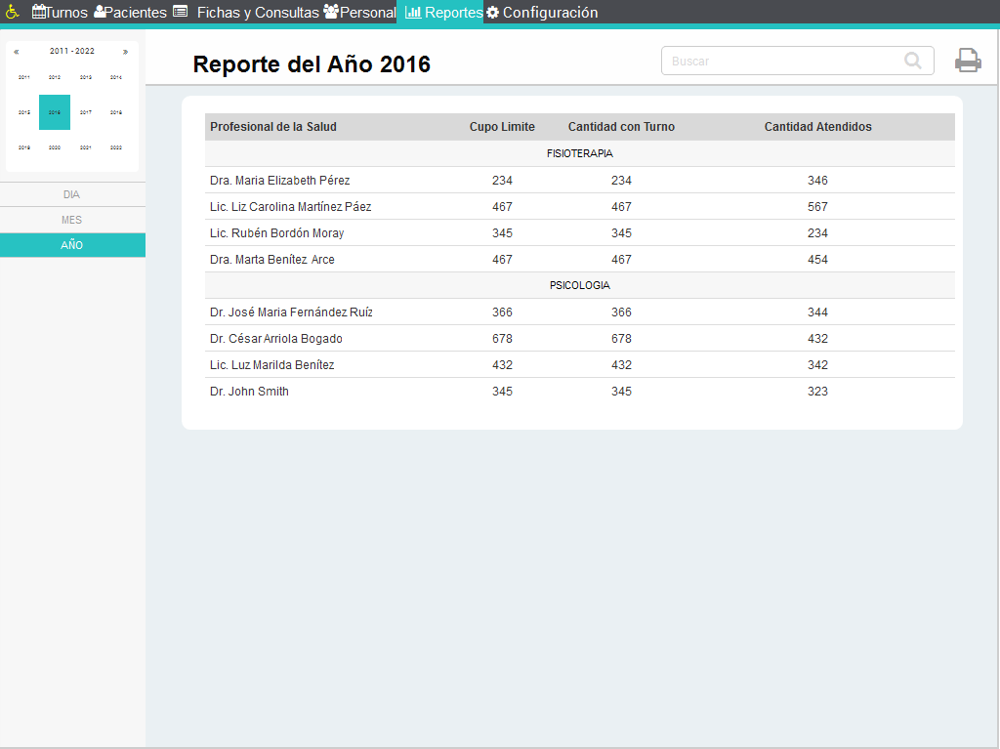 Turnos Pacientes Fichas y Consultas Personal Reportes Configuración
« 2011 - 2022 »
2011 2012 2013 2014
2015 2016 2017 2018
2019 2020 2021 2022
DIA
MES
AÑO
Reporte del Año 2016
Buscar
Profesional de la Salud Cupo Limite Cantidad con Turno Cantidad Atendidos
FISIOTERAPIA
Dra. Maria Elizabeth Pérez 234 234 346
Lic. Liz Carolina Martínez Páez 467 467 567
Lic. Rubén Bordón Moray 345 345 234
Dra. Marta Benítez Arce 467 467 454
PSICOLOGIA
Dr. José Maria Fernández Ruíz 366 366 344
Dr. César Arriola Bogado 678 678 432
Lic. Luz Marilda Benítez 432 432 342
Dr. John Smith 345 345 323